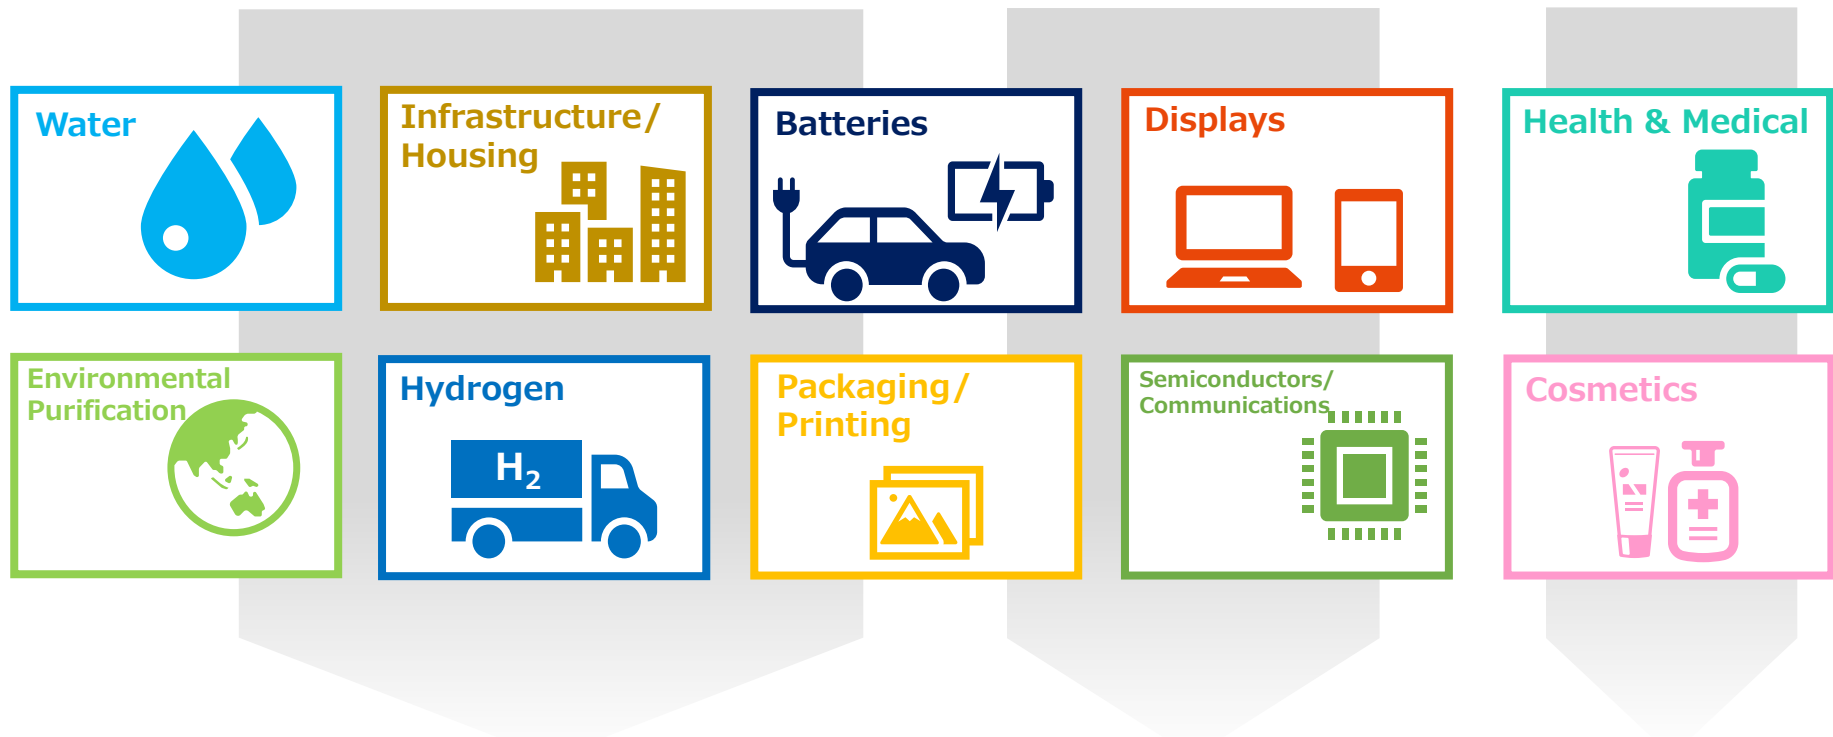 Water
Infrastructure/
Housing
Batteries
Displays
Health & Medical
Environmental
Purification
Hydrogen
H₂
Packaging/
Printing
Semiconductors/
Communications
Cosmetics